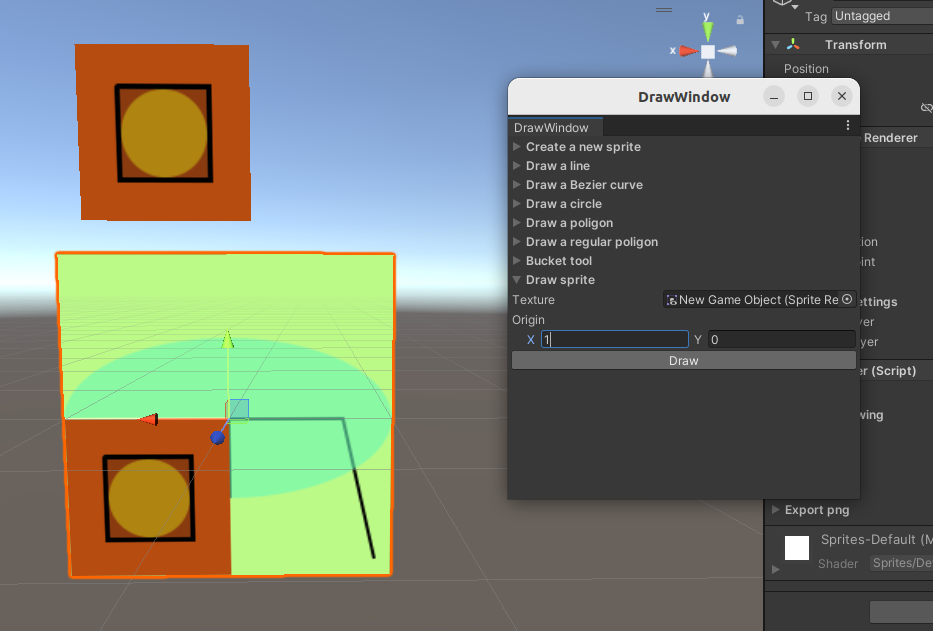 Tag Untagged
y
x
Transform
Position
DrawWindow
DrawWindow
Renderer
Create a new sprite
Draw a line
Draw a Bezier curve
Draw a circle
Draw a poligon
Draw a regular poligon
ion
Bucket tool
int
Draw sprite
Texture New Game Object (Sprite Re
ettings
Origin
yer
X 1 Y 0
yer
Draw
er (Script)
wing
Export png
Sprites-Default (M
Shader Sprites/De